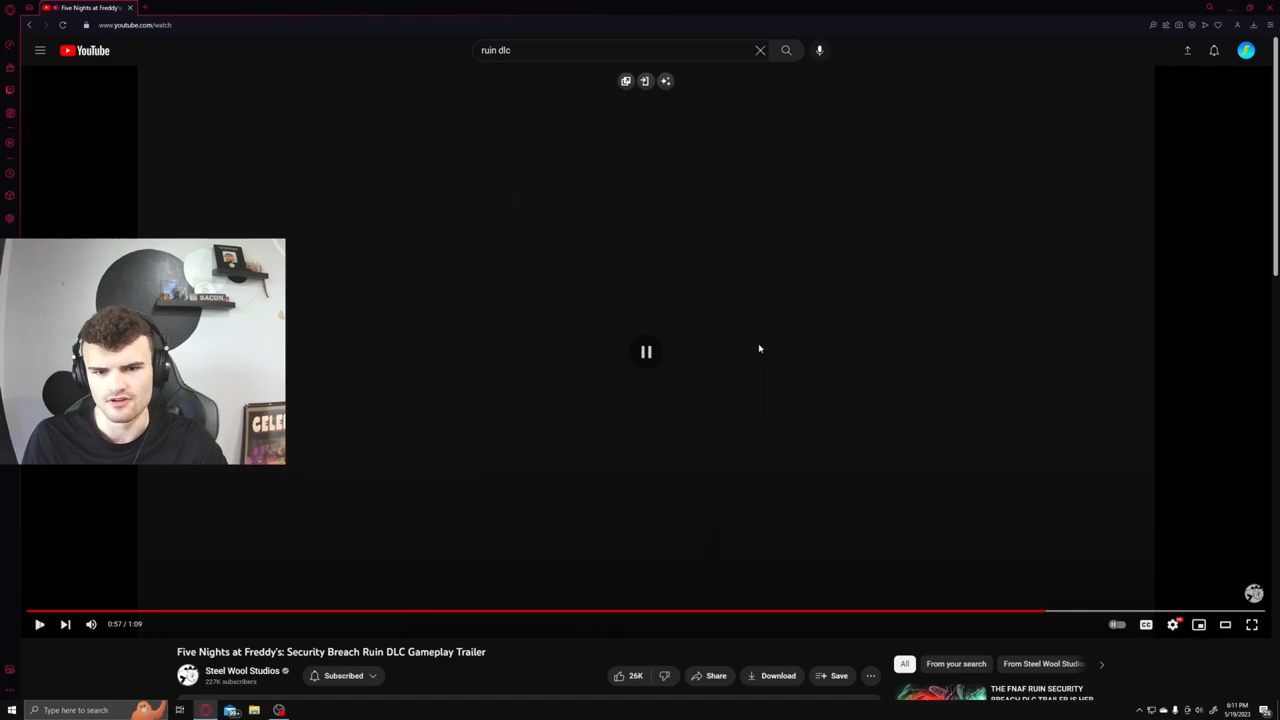 Five Nights at Freddy's
www.youtube.com/watch
YouTube
ruin dlc
BACON
CELE
0:57 / 1:09
Five Nights at Freddy's: Security Breach Ruin DLC Gameplay Trailer
Steel Wool Studios
227K subscribers
Subscribed
26K
Share
Download
Save
All
From your search
From Steel Wool Studio
THE FNAF RUIN SECURITY
BREACH DLC TRAILER IS HER
Type here to search
99+
6:11 PM
5/19/2023